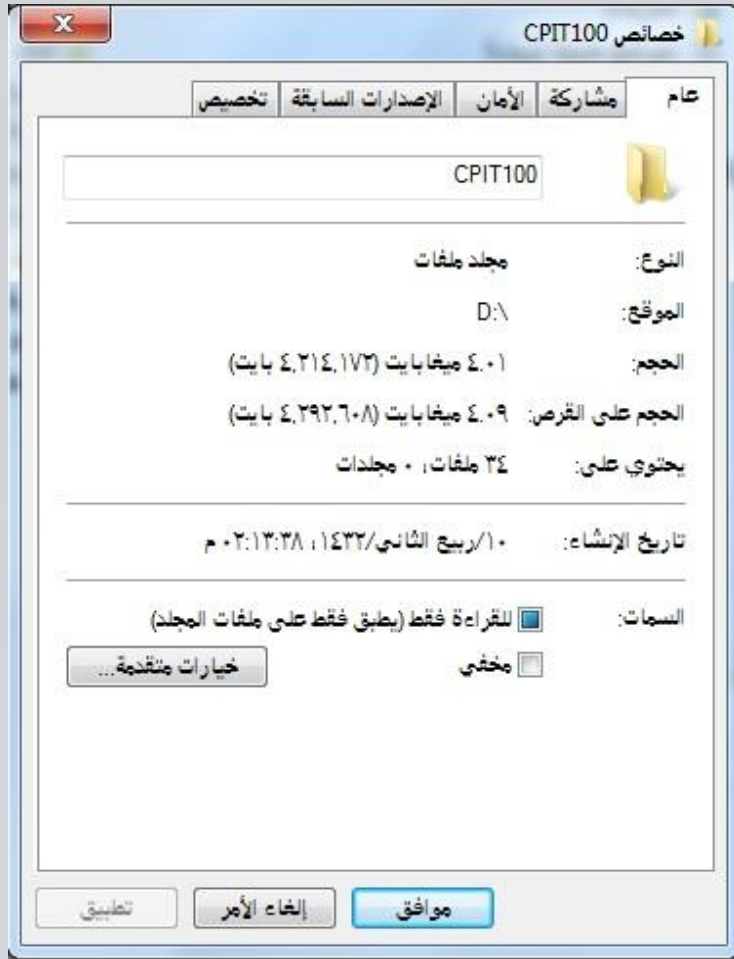 خصائص CPIT100
عام مشاركة الأمان الإصدارات السابقة تخصيص
CPIT100
النوع: مجلد ملفات
الموقع: D:\
الحجم: ٤.٠١ ميغابايت (٤,٢١٤,١٧٢ بايت)
الحجم على القرص: ٤.٠٩ ميغابايت (٤,٢٩٢,٦٠٨ بايت)
يحتوي على: ٣٤ ملفات، ٠ مجلدات
تاريخ الإنشاء: ١٠/ربيع الثاني/١٤٣٢، ٠٢:١٣:٣٨ م
السمات: للقراءة فقط (يطبق فقط على ملفات المجلد)
مخفي خيارات متقدمة...
موافق إلغاء الأمر تطبيق